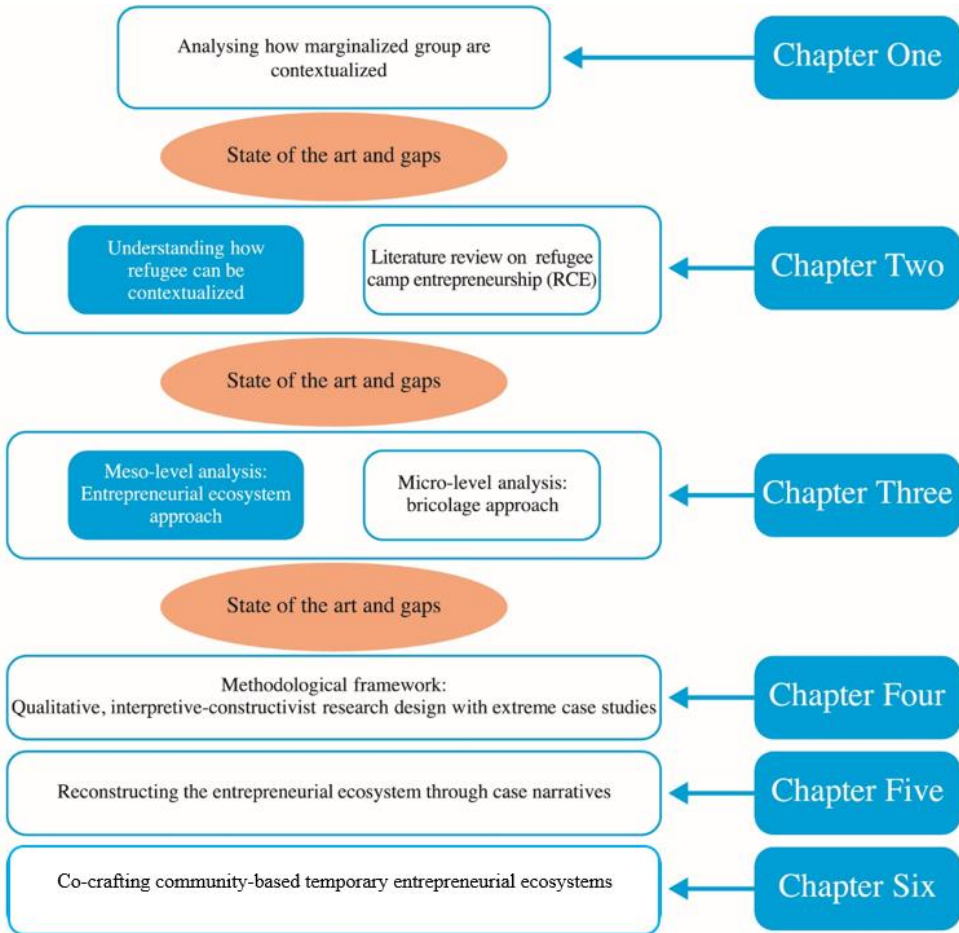 Analysing how marginalized group are
contextualized
Chapter One
State of the art and gaps
Understanding how
refugee can be
contextualized
Literature review on refugee
camp entrepreneurship (RCE)
Chapter Two
State of the art and gaps
Meso-level analysis:
Entrepreneurial ecosystem
approach
Micro-level analysis:
bricolage approach
Chapter Three
State of the art and gaps
Methodological framework:
Qualitative, interpretive-constructivist research design with extreme case studies
Chapter Four
Reconstructing the entrepreneurial ecosystem through case narratives
Chapter Five
Co-crafting community-based temporary entrepreneurial ecosystems
Chapter Six